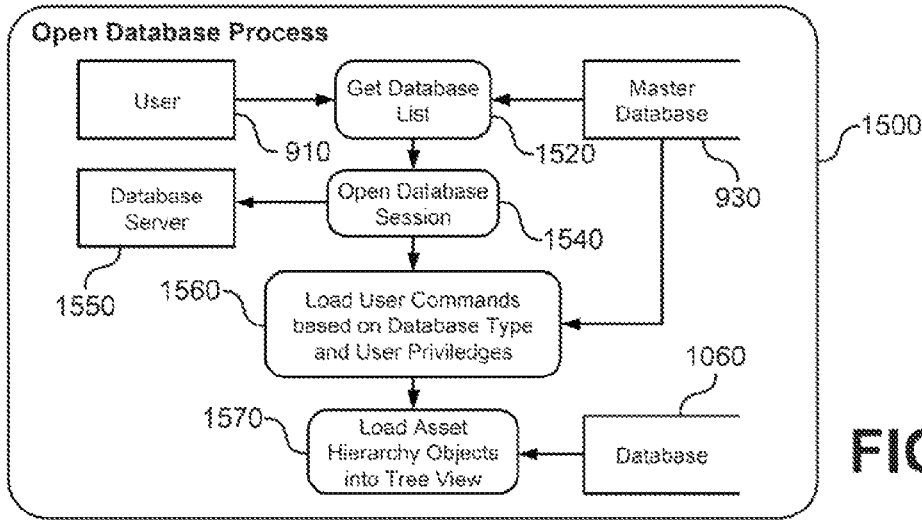 Open Database Process
User
Get Database
List
Master
Database
1500
910
1520
930
Database
Server
Open Database
Session
1540
1550
1560
Load User Commands
based on Database Type
and User Priviledges
1060
1570
Load Asset
Hierarchy Objects
into Tree View
Database
FIG